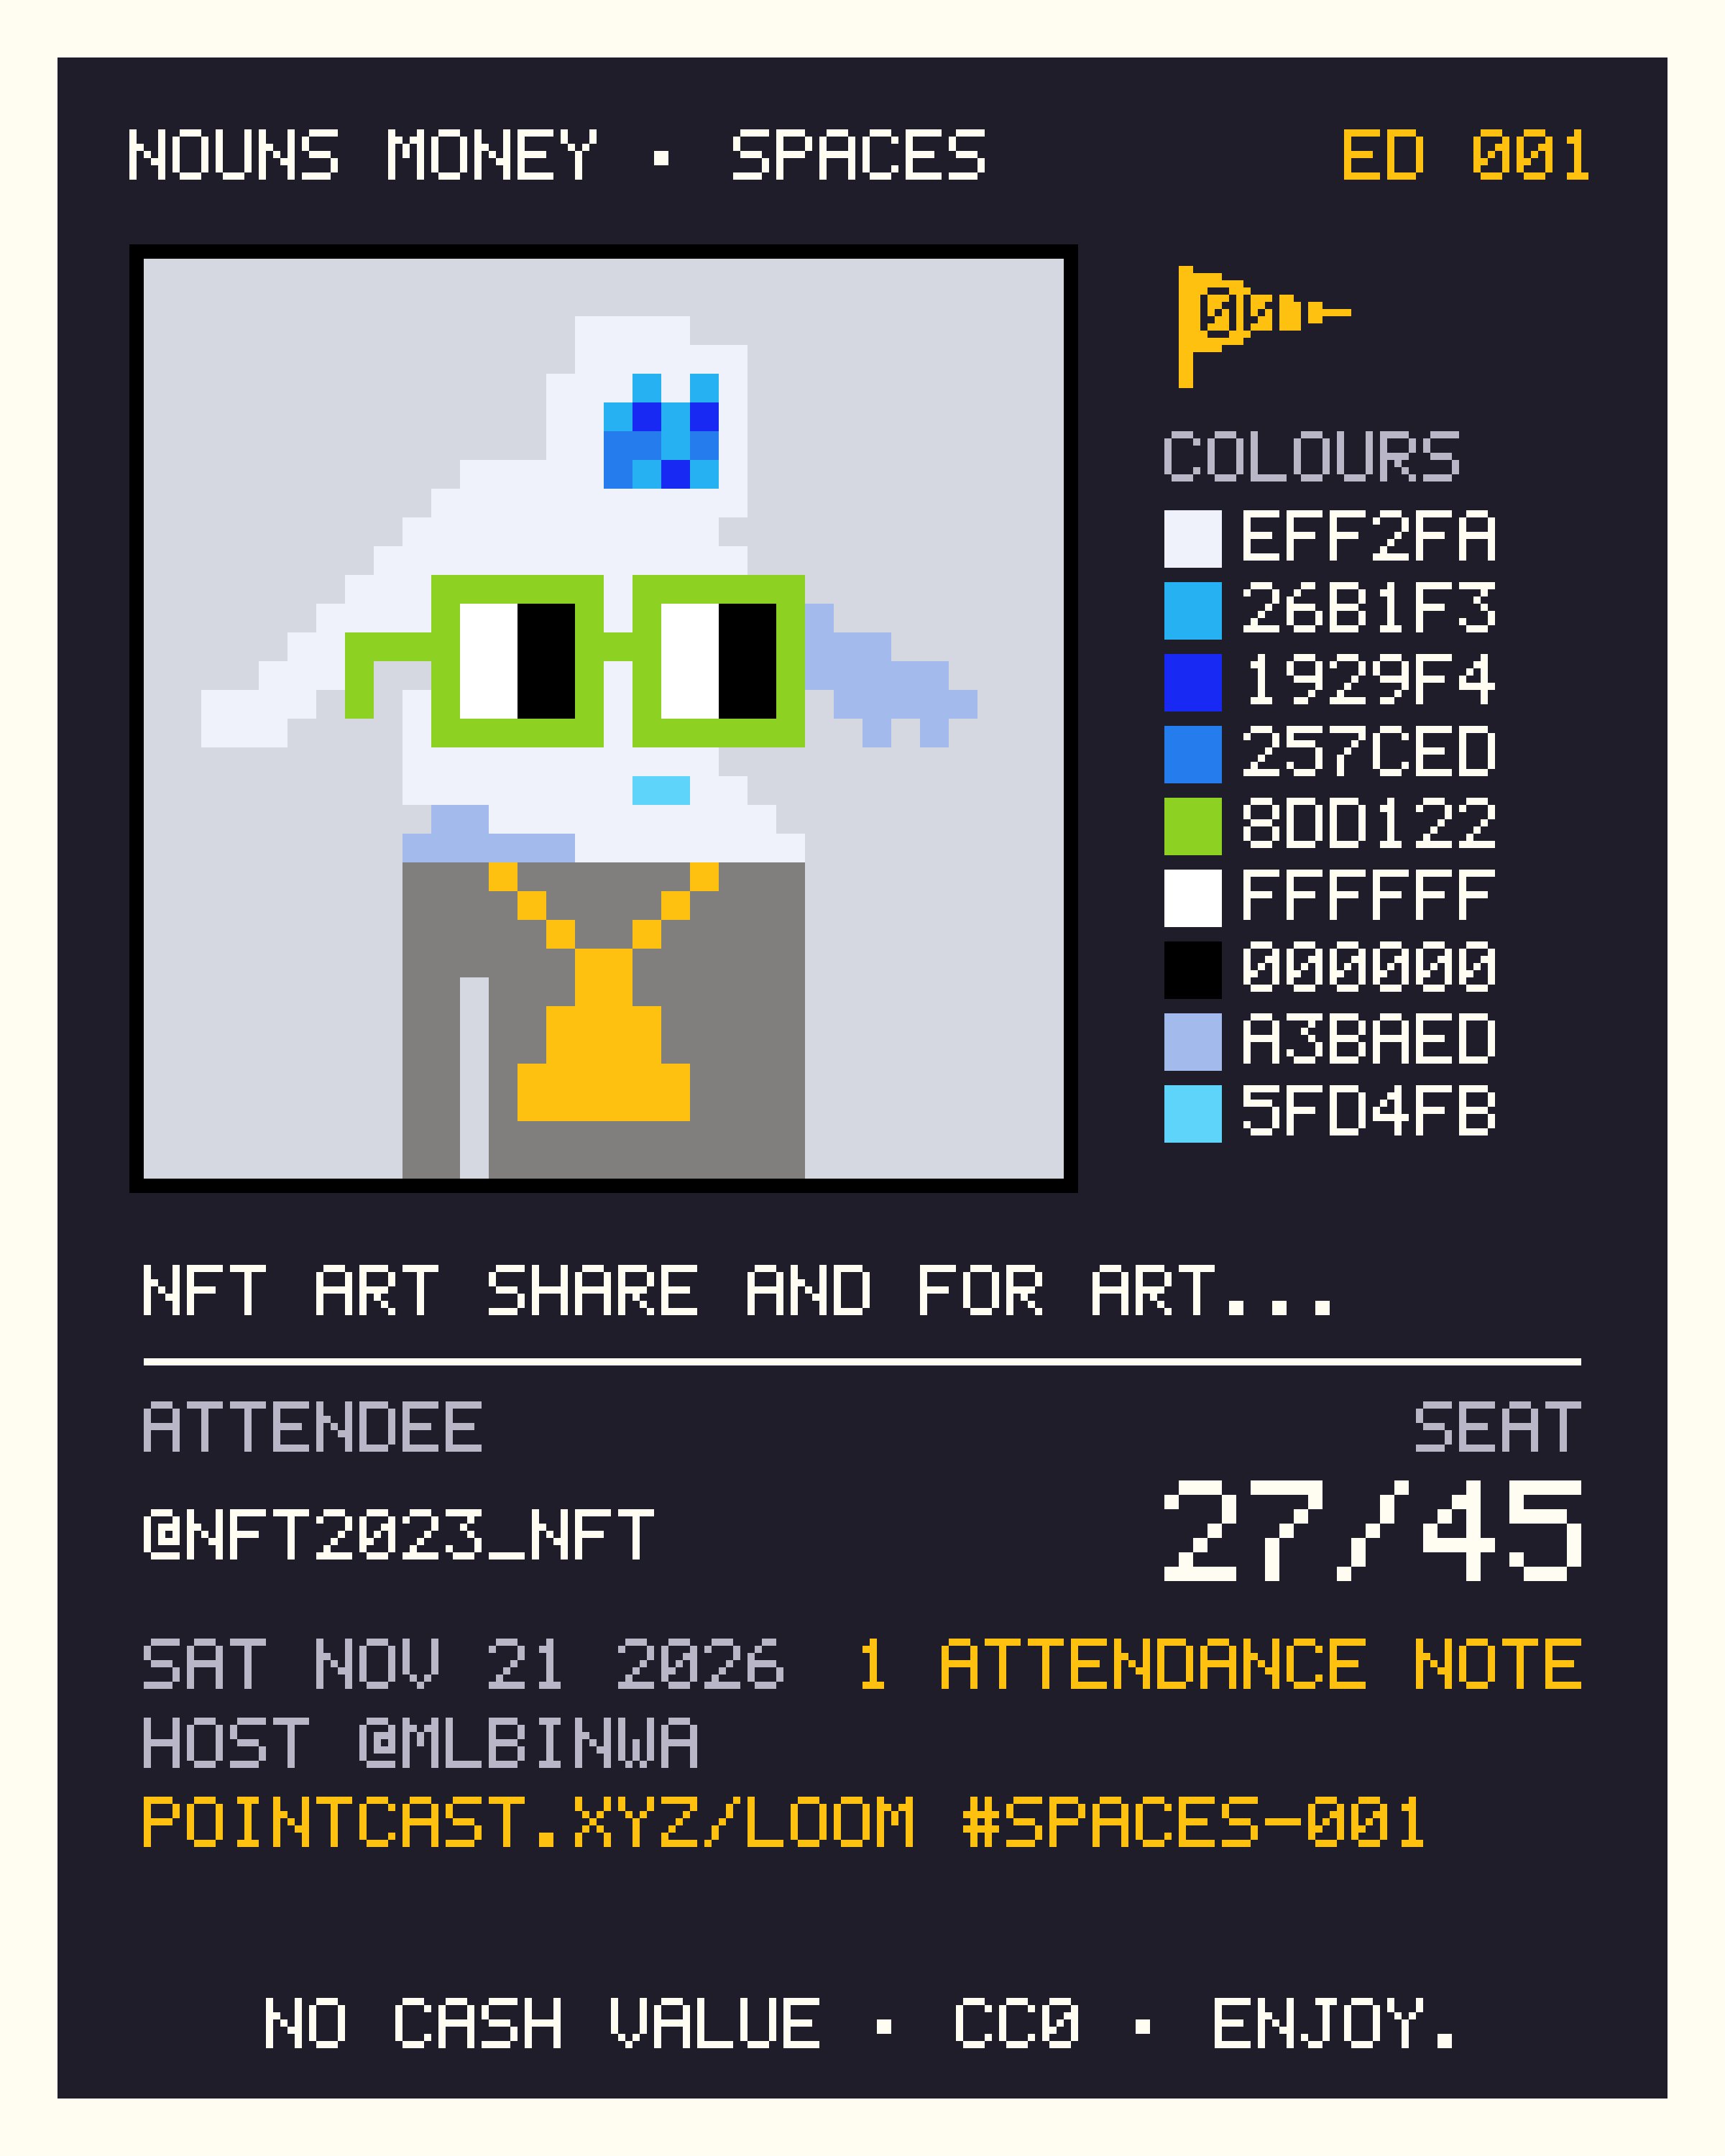 NOUNS MONEY · SPACES
ED 001
001
COLOURS
EFF2FA
26B1F3
1929F4
257CED
8DD122
FFFFFF
000000
A3BAED
5FD4FB
NFT ART SHARE AND FOR ART...
ATTENDEE
SEAT
@NFT2023_NFT
27/45
SAT NOV 21 2026
1 ATTENDANCE NOTE
HOST @MLBINWA
POINTCAST.XYZ/LOOM #SPACES-001
NO CASH VALUE · CC0 · ENJOY.